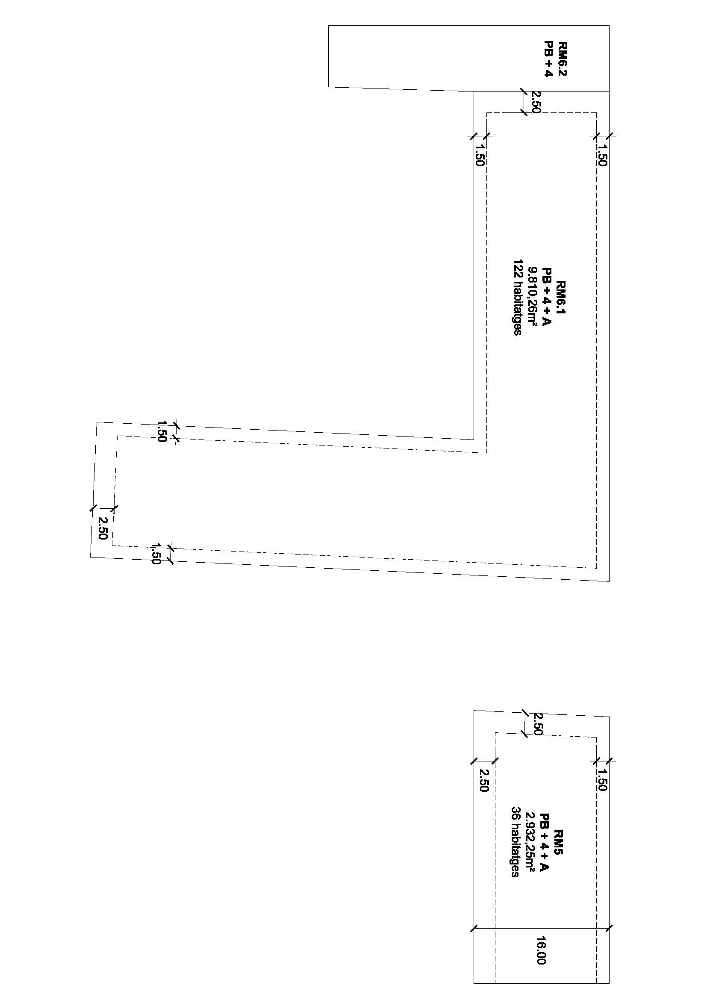 RM6.2
PB + 4
2.50
1.50
1.50
RM6.1
PB + 4 + A
9.810,26m²
122 habitatges
1.50
2.50
1.50
2.50
2.50
1.50
RM5
PB + 4 + A
2.932,25m²
36 habitatges
16.00